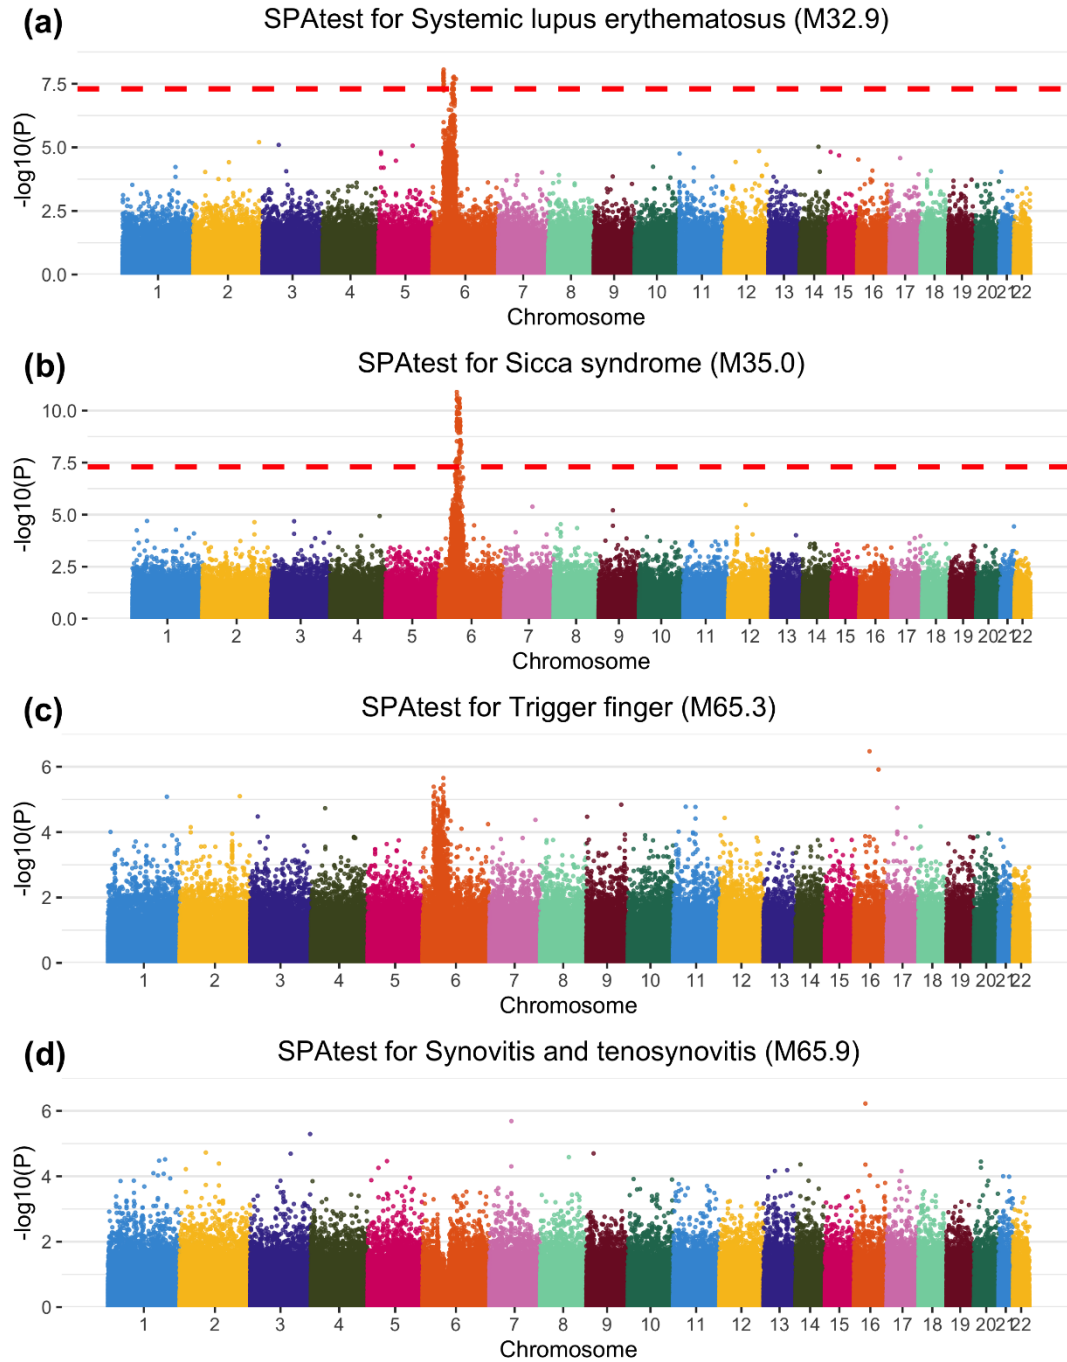 (a) SPAtest for Systemic lupus erythematosus (M32.9)
7.5
5.0
2.5
0.0
-log10(P)
1 2 3 4 5 6 7 8 9 10 11 12 13 14 15 16 17 18 19 20 21 22
Chromosome
(b) SPAtest for Sicca syndrome (M35.0)
10.0
7.5
5.0
2.5
0.0
-log10(P)
1 2 3 4 5 6 7 8 9 10 11 12 13 14 15 16 17 18 19 20 21 22
Chromosome
(c) SPAtest for Trigger finger (M65.3)
6
4
2
0
-log10(P)
1 2 3 4 5 6 7 8 9 10 11 12 13 14 15 16 17 18 19 20 21 22
Chromosome
(d) SPAtest for Synovitis and tenosynovitis (M65.9)
6
4
2
0
-log10(P)
1 2 3 4 5 6 7 8 9 10 11 12 13 14 15 16 17 18 19 20 21 22
Chromosome